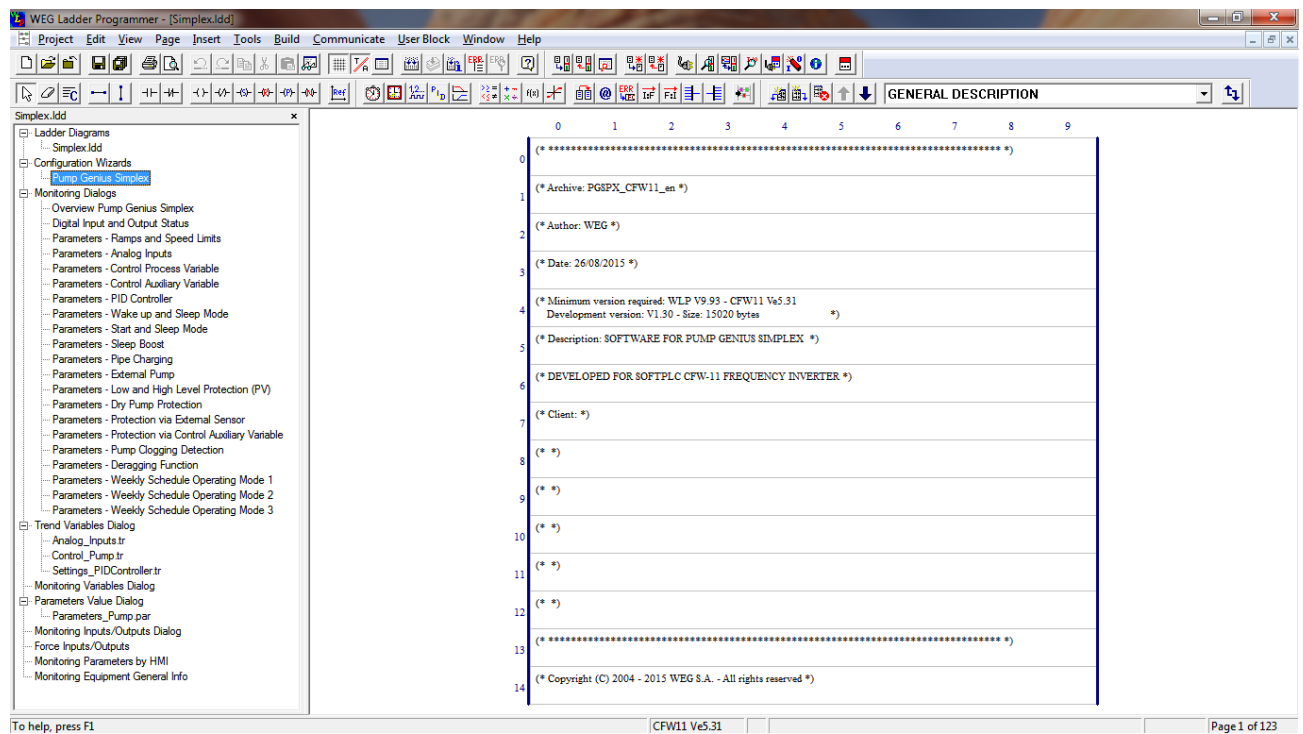 WEG Ladder Programmer - [Simplex.ldd]
Project Edit View Page Insert Tools Build Communicate User Block Window Help
GENERAL DESCRIPTION
Simplex.ldd
Ladder Diagrams
Simplex.ldd
Configuration Wizards
Pump Genius Simplex
Monitoring Dialogs
Overview Pump Genius Simplex
Digital Input and Output Status
Parameters - Ramps and Speed Limits
Parameters - Analog Inputs
Parameters - Control Process Variable
Parameters - Control Auxiliary Variable
Parameters - PID Controller
Parameters - Wake up and Sleep Mode
Parameters - Start and Sleep Mode
Parameters - Sleep Boost
Parameters - Pipe Charging
Parameters - External Pump
Parameters - Low and High Level Protection (PV)
Parameters - Dry Pump Protection
Parameters - Protection via External Sensor
Parameters - Protection via Control Auxiliary Variable
Parameters - Pump Clogging Detection
Parameters - Deragging Function
Parameters - Weekly Schedule Operating Mode 1
Parameters - Weekly Schedule Operating Mode 2
Parameters - Weekly Schedule Operating Mode 3
Trend Variables Dialog
Analog_Inputs.tr
Control_Pump.tr
Settings_PIDController.tr
Monitoring Variables Dialog
Parameters Value Dialog
Parameters_Pump.par
Monitoring Inputs/Outputs Dialog
Force Inputs/Outputs
Monitoring Parameters by HMI
Monitoring Equipment General Info
0 1 2 3 4 5 6 7 8 9
0 (* ******************************************************************************** *)
1 (* Archive: PGSPX_CFW11_en *)
2 (* Author: WEG *)
3 (* Date: 26/08/2015 *)
4 (* Minimum version required: WLP V9.93 - CFW11 Ve5.31
Development version: V1.30 - Size: 15020 bytes *)
5 (* Description: SOFTWARE FOR PUMP GENIUS SIMPLEX *)
6 (* DEVELOPED FOR SOFTPLC CFW-11 FREQUENCY INVERTER *)
7 (* Client: *)
8 (* *)
9 (* *)
10 (* *)
11 (* *)
12 (* *)
13 (* ******************************************************************************** *)
14 (* Copyright (C) 2004 - 2015 WEG S.A. - All rights reserved *)
To help, press F1
CFW11 Ve5.31
Page 1 of 123